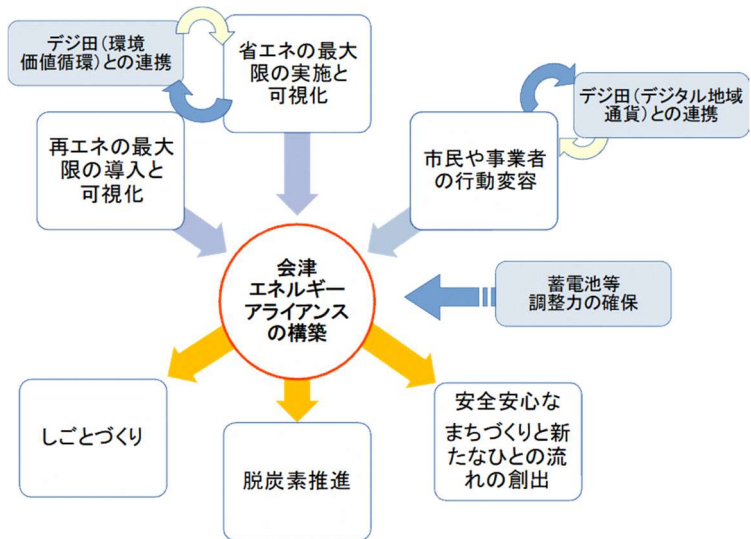 デジ田（環境
価値循環）との連携
省エネの最大
限の実施と
可視化
デジ田（デジタル地域
通貨）との連携
再エネの最大
限の導入と
可視化
市民や事業者
の行動変容
会津
エネルギー
アライアンス
の構築
蓄電池等
調整力の確保
しごとづくり
脱炭素推進
安全安心な
まちづくりと新
たなひとの流
れの創出